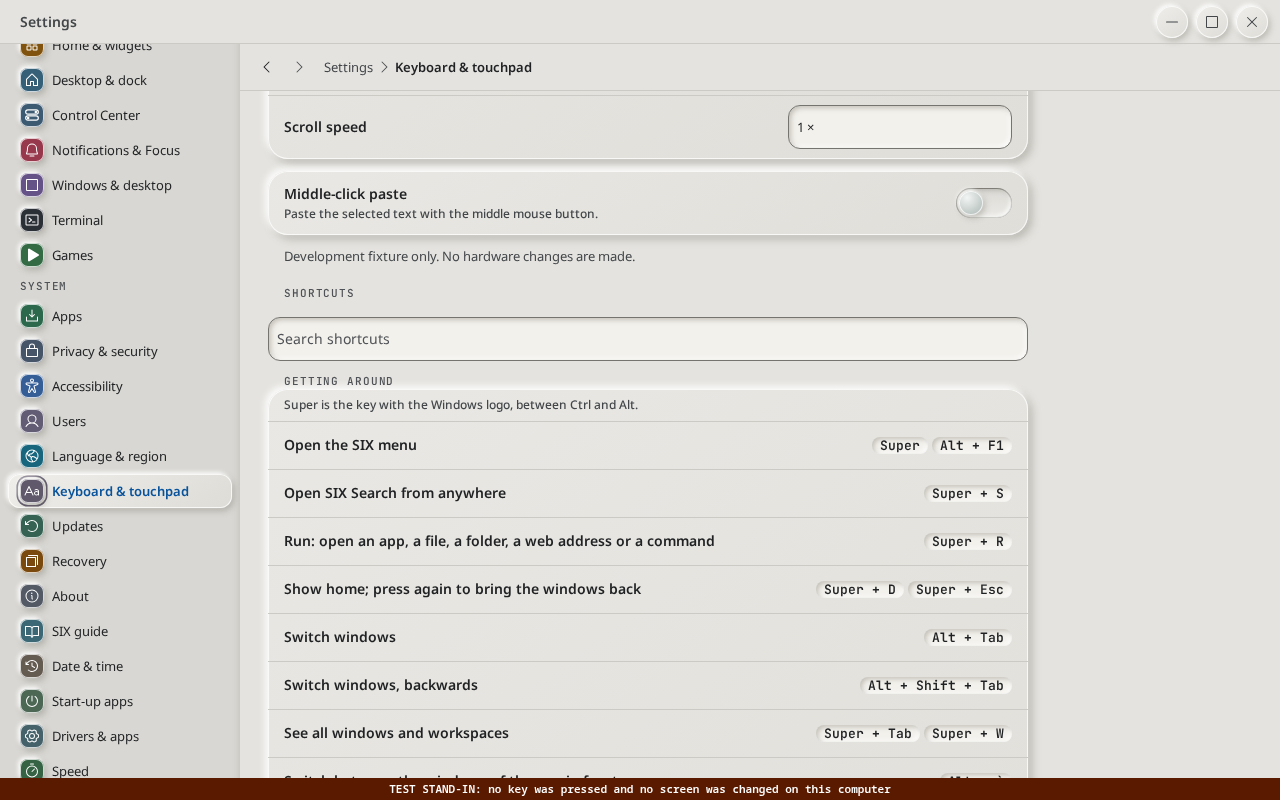 Settings
Home & widgets
Desktop & dock
Control Center
Notifications & Focus
Windows & desktop
Terminal
Games
SYSTEM
Apps
Privacy & security
Accessibility
Users
Language & region
Aa Keyboard & touchpad
Updates
Recovery
About
SIX guide
Date & time
Start-up apps
Drivers & apps
Speed
Settings > Keyboard & touchpad
Scroll speed 1 ×
Middle-click paste
Paste the selected text with the middle mouse button.
Development fixture only. No hardware changes are made.
SHORTCUTS
Search shortcuts
GETTING AROUND
Super is the key with the Windows logo, between Ctrl and Alt.
Open the SIX menu Super Alt + F1
Open SIX Search from anywhere Super + S
Run: open an app, a file, a folder, a web address or a command Super + R
Show home; press again to bring the windows back Super + D Super + Esc
Switch windows Alt + Tab
Switch windows, backwards Alt + Shift + Tab
See all windows and workspaces Super + Tab Super + W
TEST STAND-IN: no key was pressed and no screen was changed on this computer